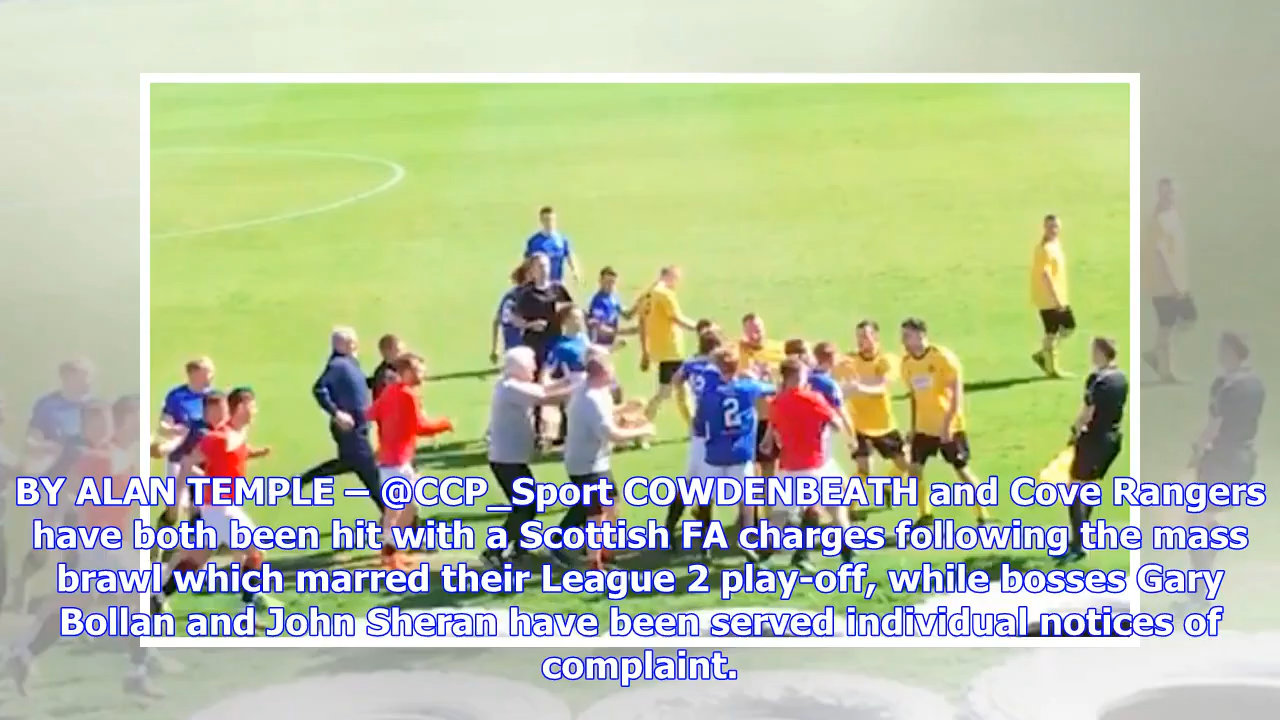 2
BY ALAN TEMPLE – @CCP_Sport COWDENBEATH and Cove Rangers
have both been hit with a Scottish FA charges following the mass
brawl which marred their League 2 play-off, while bosses Gary
Bollan and John Sheran have been served individual notices of
complaint.